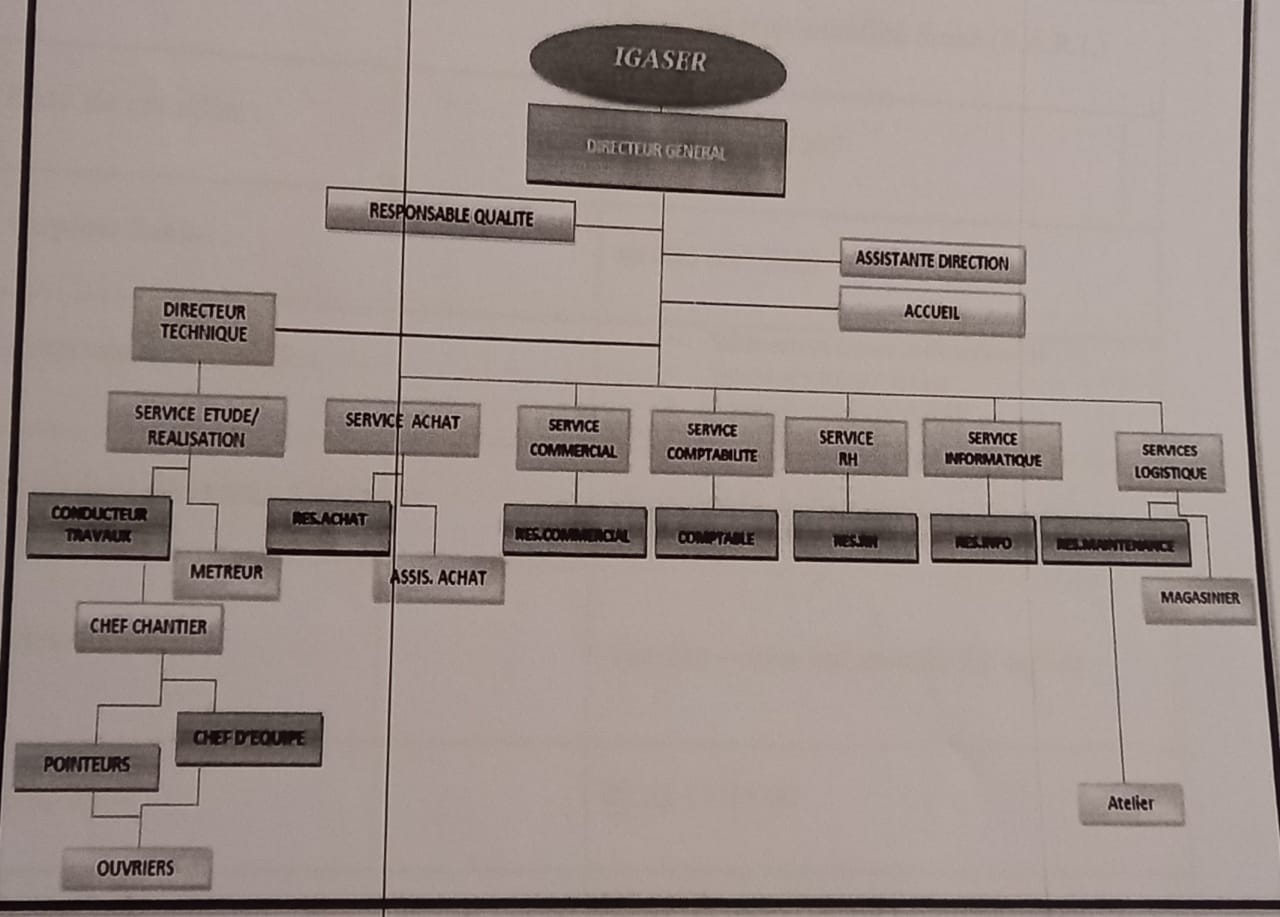 IGASER
DIRECTEUR GENERAL
RESPONSABLE QUALITE
ASSISTANTE DIRECTION
ACCUEIL
DIRECTEUR
TECHNIQUE
SERVICE ETUDE/
REALISATION
SERVICE ACHAT
SERVICE
COMMERCIAL
SERVICE
COMPTABILITE
SERVICE
RH
SERVICE
INFORMATIQUE
SERVICES
LOGISTIQUE
CONDUCTEUR
TRAVAUX
RES.ACHAT
RES.COMMERCIAL
COMPTABLE
RES.RH
RES.INFO
RES.MAINTENANCE
METREUR
ASSIS. ACHAT
MAGASINIER
CHEF CHANTIER
CHEF D'EQUIPE
POINTEURS
Atelier
OUVRIERS